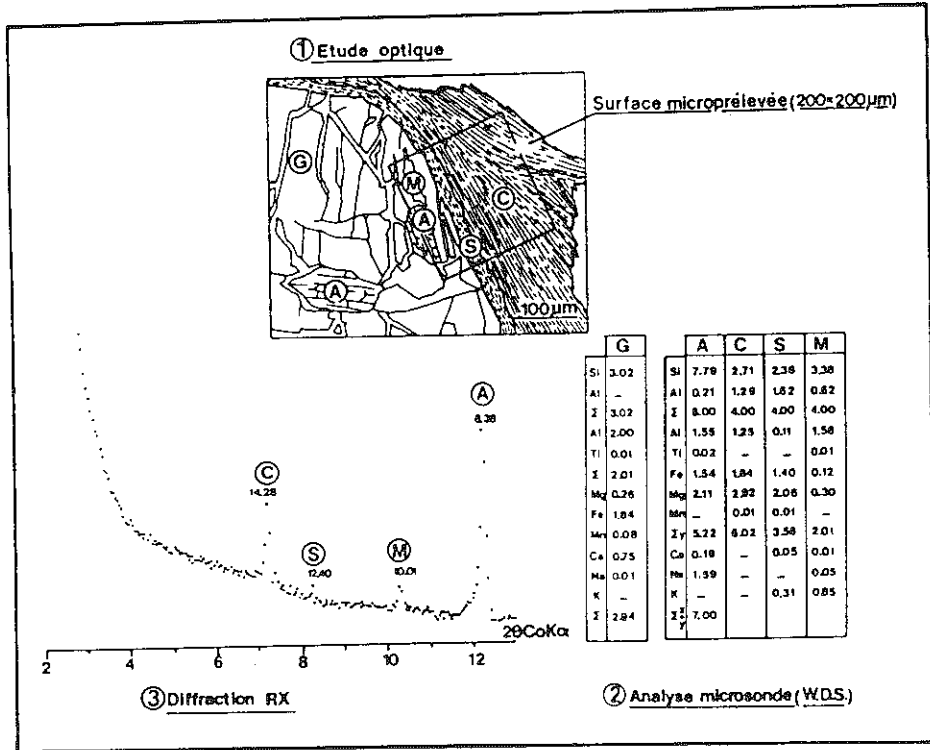 ① Etude optique
Surface microprélevée (200×200µm)
G
M
C
A
S
A
100µm
G
Si 3.02
Al –
Σ 3.02
Al 2.00
Ti 0.01
Σ 2.01
Mg 0.26
Fe 1.84
Mn 0.08
Ca 0.75
Na 0.01
K –
Σ 2.94
A C S M
Si 7.79 2.71 2.38 3.38
Al 0.21 1.29 1.62 0.62
Σ 8.00 4.00 4.00 4.00
Al 1.55 1.25 0.11 1.58
Ti 0.02 – – 0.01
Fe 1.54 1.84 1.40 0.12
Mg 2.11 2.92 2.06 0.30
Mn – 0.01 0.01 –
Σy 5.22 6.02 3.58 2.01
Ca 0.19 – 0.05 0.01
Na 1.59 – – 0.05
K – – 0.31 0.85
7.00
A
8.38
C
14.28
S
12.40
M
10.01
2θCoKα
2 4 6 8 10 12
③ Diffraction RX
② Analyse microsonde (W.D.S.)